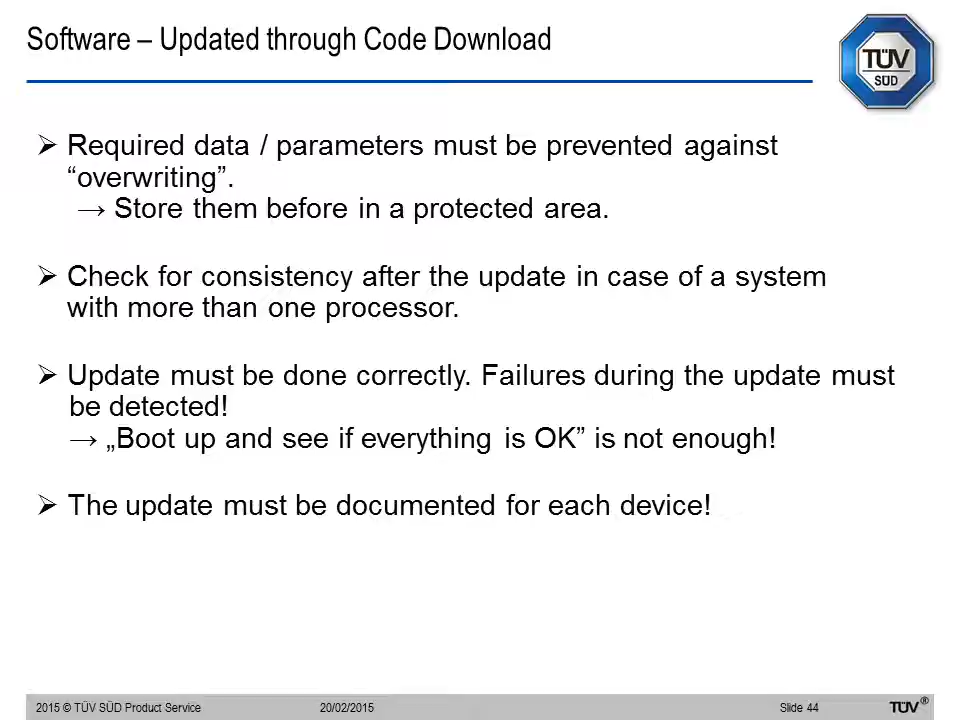 Software – Updated through Code Download
TÜV
SÜD
➢ Required data / parameters must be prevented against
“overwriting”.
→ Store them before in a protected area.
➢ Check for consistency after the update in case of a system
with more than one processor.
➢ Update must be done correctly. Failures during the update must
be detected!
→ „Boot up and see if everything is OK” is not enough!
➢ The update must be documented for each device!
2015 © TÜV SÜD Product Service 20/02/2015 Slide 44 TÜV®